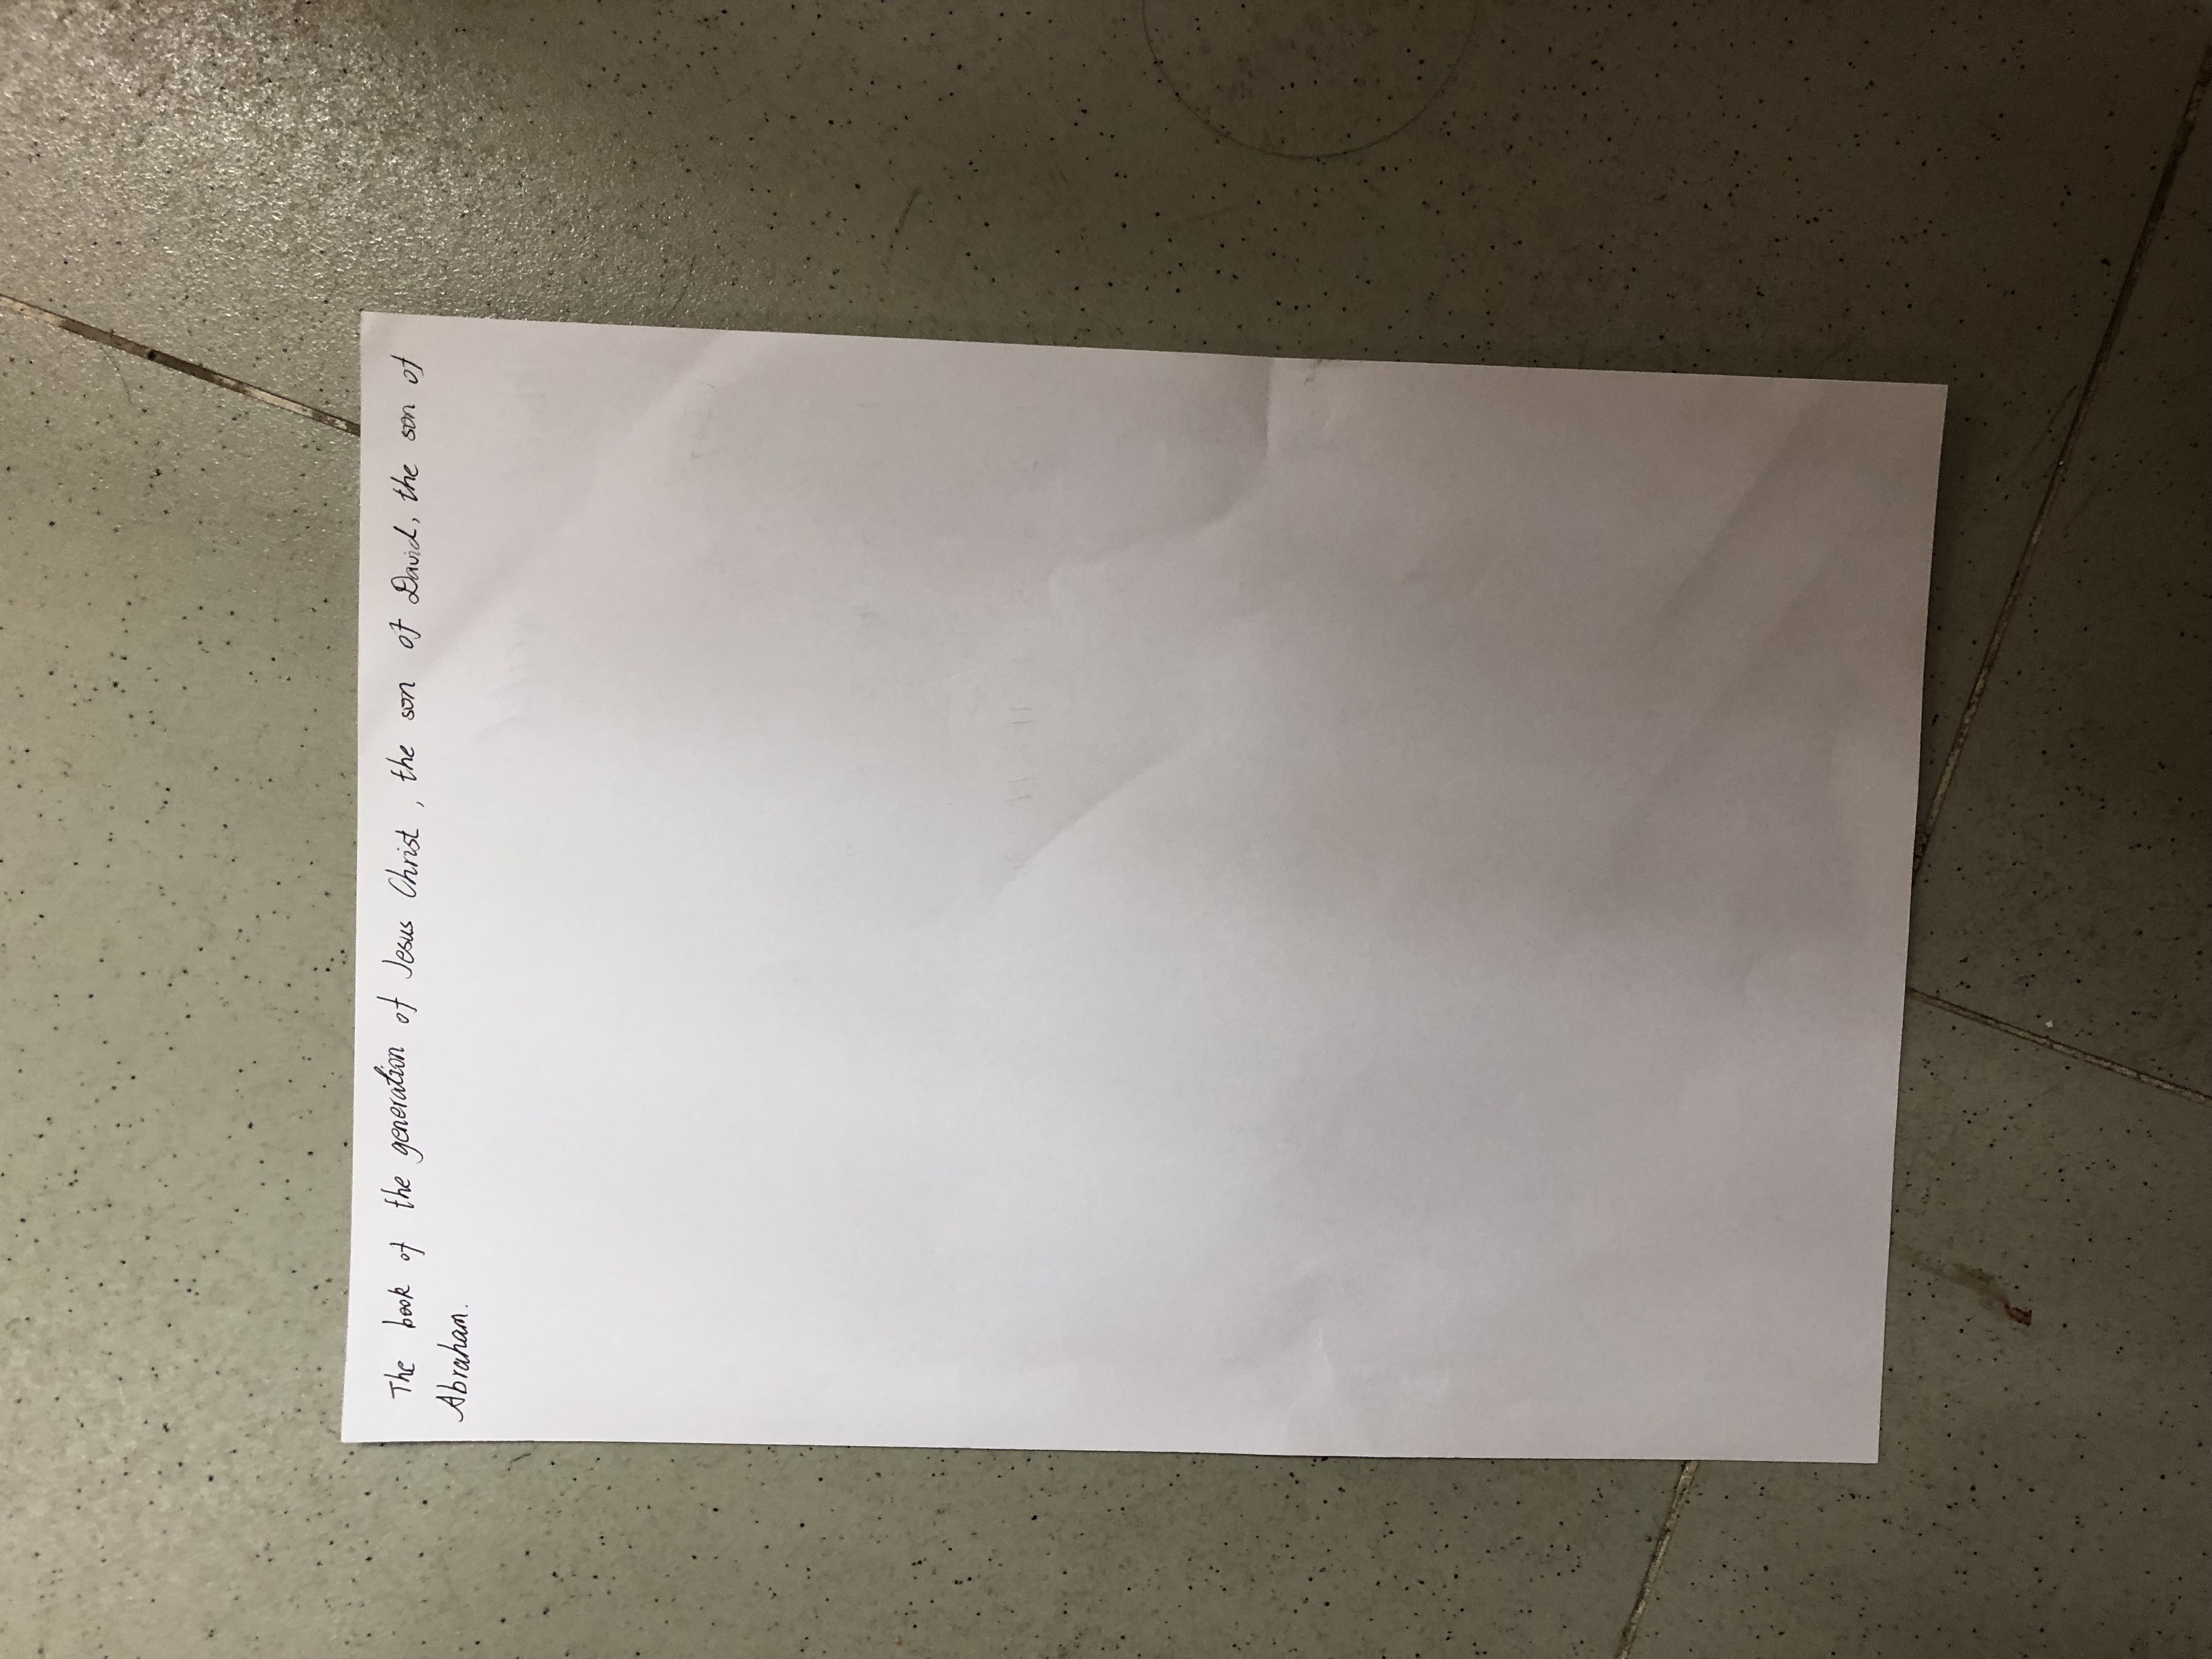 The book of the generation of Jesus Christ, the son of David, the son of
Abraham.